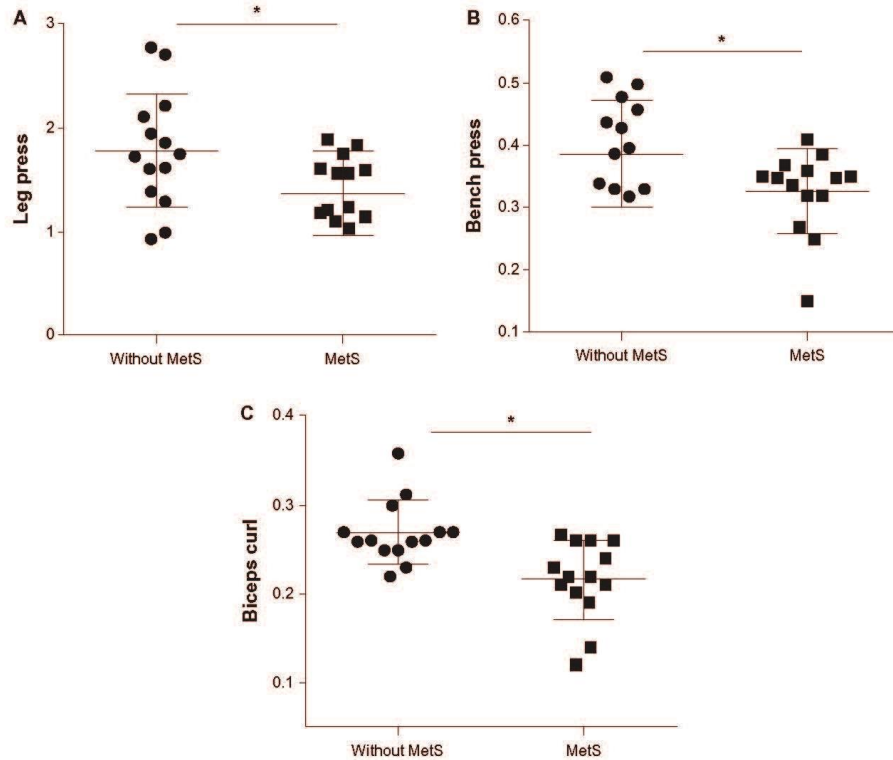 A
Leg press
3
2
1
0
*
Without MetS
MetS
B
Bench press
0.6
0.5
0.4
0.3
0.2
0.1
*
Without MetS
MetS
C
Biceps curl
0.4
0.3
0.2
0.1
*
Without MetS
MetS